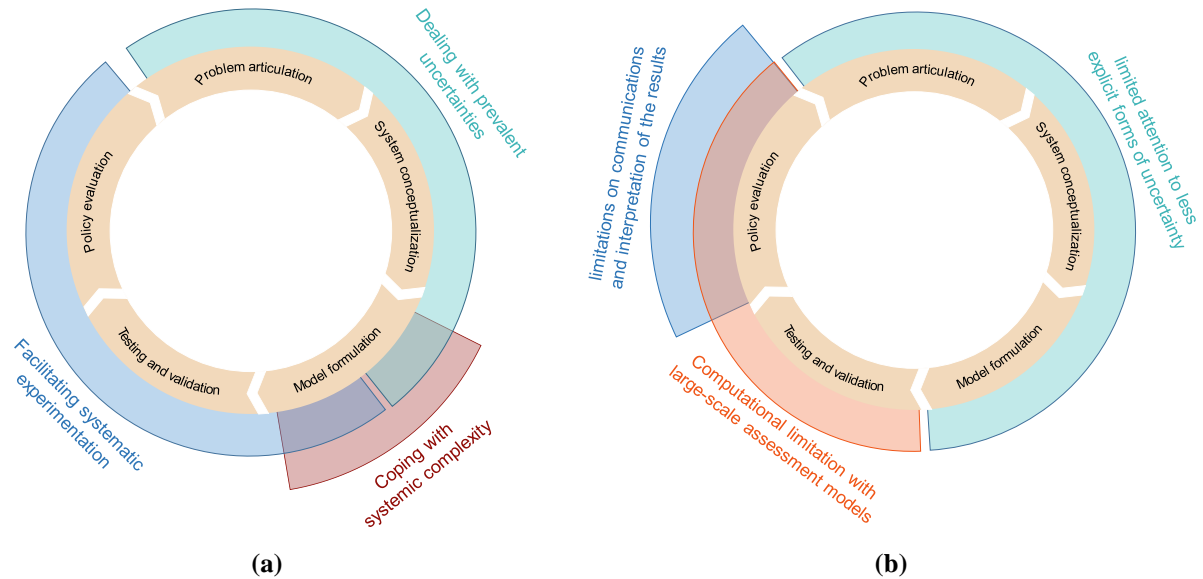 Problem articulation
System conceptualization
Model formulation
Testing and validation
Policy evaluation
Dealing with prevalent
uncertainties
Coping with
systemic complexity
Facilitating systematic
experimentation
(a)
Problem articulation
System conceptualization
Model formulation
Testing and validation
Policy evaluation
limited attention to less
explicit forms of uncertainty
Computational limitation with
large-scale assessment models
limitations on communications
and interpretation of the results
(b)